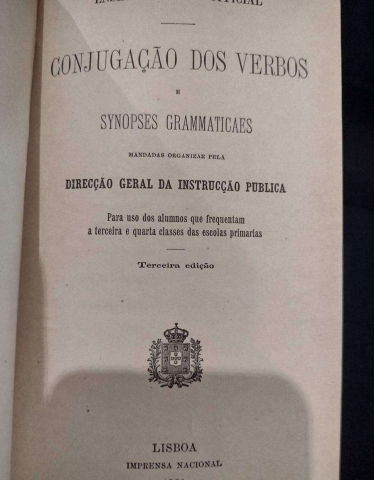 OFFICIAL
CONJUGAÇÃO DOS VERBOS
E
SYNOPSES GRAMMATICAES
MANDADAS ORGANIZAR PELA
DIRECÇÃO GERAL DA INSTRUCÇÃO PUBLICA
Para uso dos alumnos que frequentam
a terceira e quarta classes das escolas primarias
Terceira edição
LISBOA
IMPRENSA NACIONAL